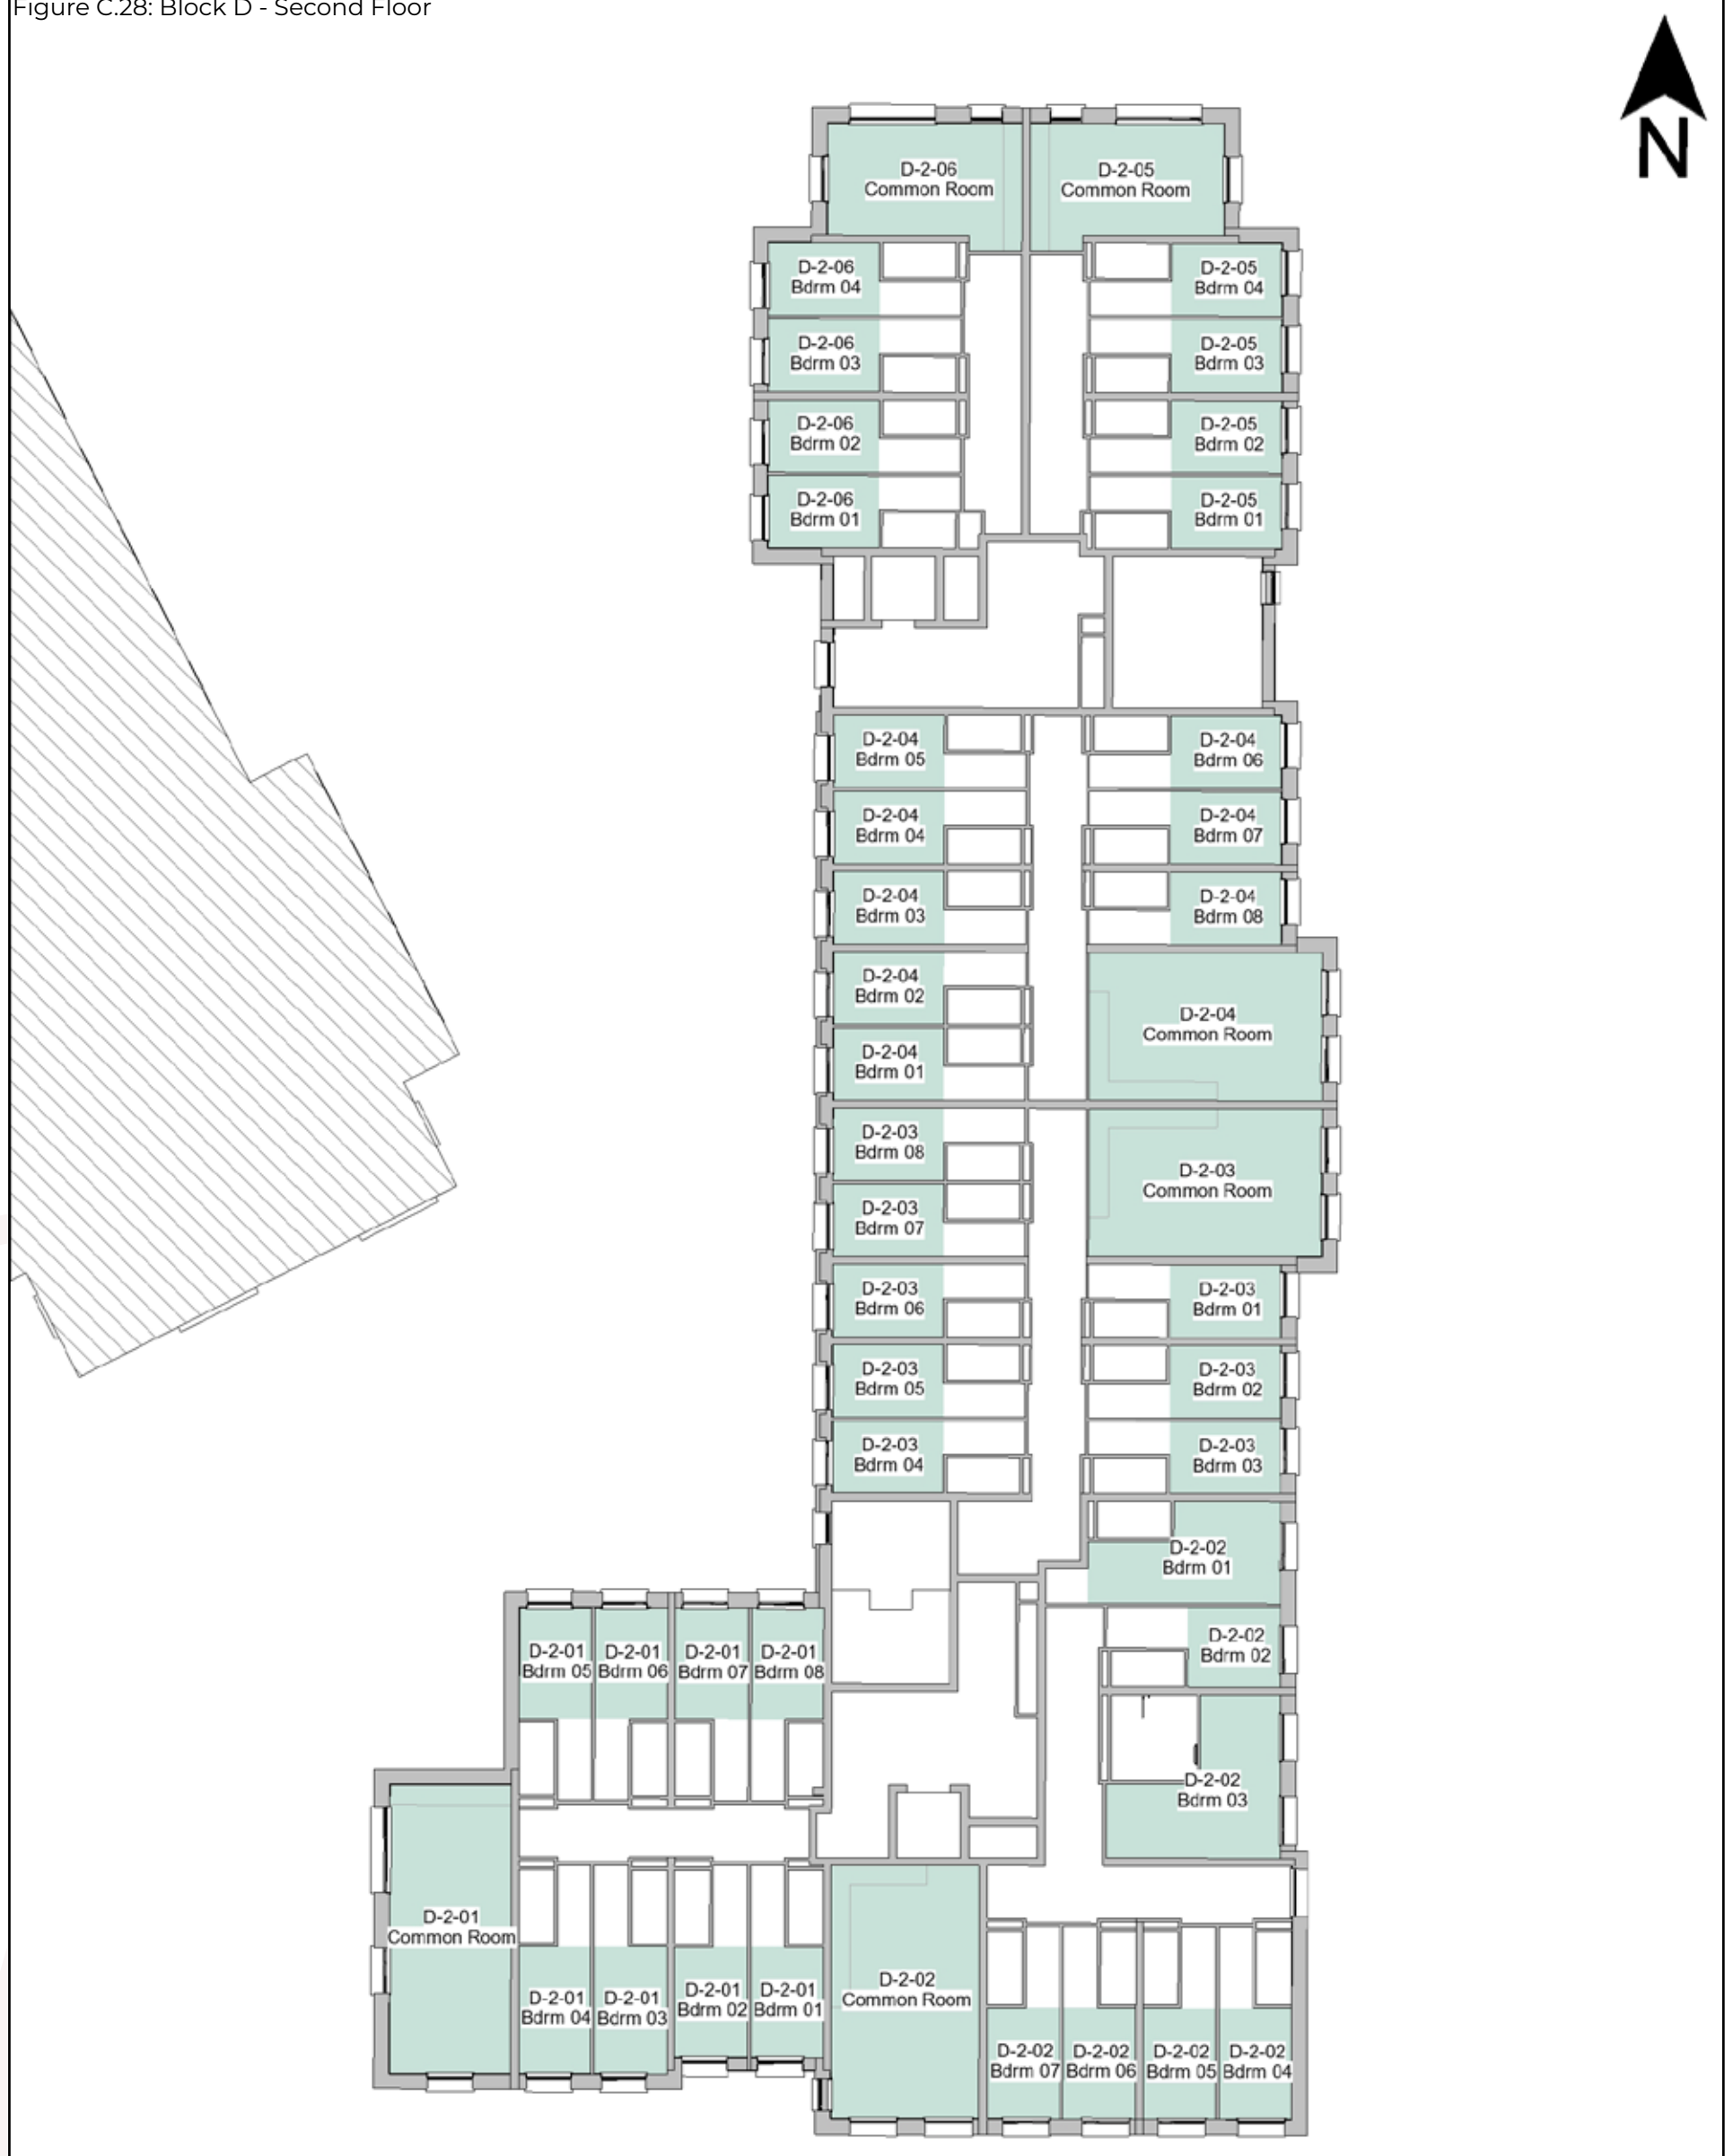 Figure C.28: Block D - Second Floor
N
D-2-06
Common Room
D-2-05
Common Room
D-2-06
Bdrm 04
D-2-05
Bdrm 04
D-2-06
Bdrm 03
D-2-05
Bdrm 03
D-2-06
Bdrm 02
D-2-05
Bdrm 02
D-2-06
Bdrm 01
D-2-05
Bdrm 01
D-2-04
Bdrm 05
D-2-04
Bdrm 06
D-2-04
Bdrm 04
D-2-04
Bdrm 07
D-2-04
Bdrm 03
D-2-04
Bdrm 08
D-2-04
Bdrm 02
D-2-04
Common Room
D-2-04
Bdrm 01
D-2-03
Bdrm 08
D-2-03
Common Room
D-2-03
Bdrm 07
D-2-03
Bdrm 06
D-2-03
Bdrm 01
D-2-03
Bdrm 05
D-2-03
Bdrm 02
D-2-03
Bdrm 04
D-2-03
Bdrm 03
D-2-02
Bdrm 01
D-2-02
Bdrm 02
D-2-01
Bdrm 05
D-2-01
Bdrm 06
D-2-01
Bdrm 07
D-2-01
Bdrm 08
D-2-02
Bdrm 03
D-2-01
Common Room
D-2-01
Bdrm 04
D-2-01
Bdrm 03
D-2-01
Bdrm 02
D-2-01
Bdrm 01
D-2-02
Common Room
D-2-02
Bdrm 07
D-2-02
Bdrm 06
D-2-02
Bdrm 05
D-2-02
Bdrm 04